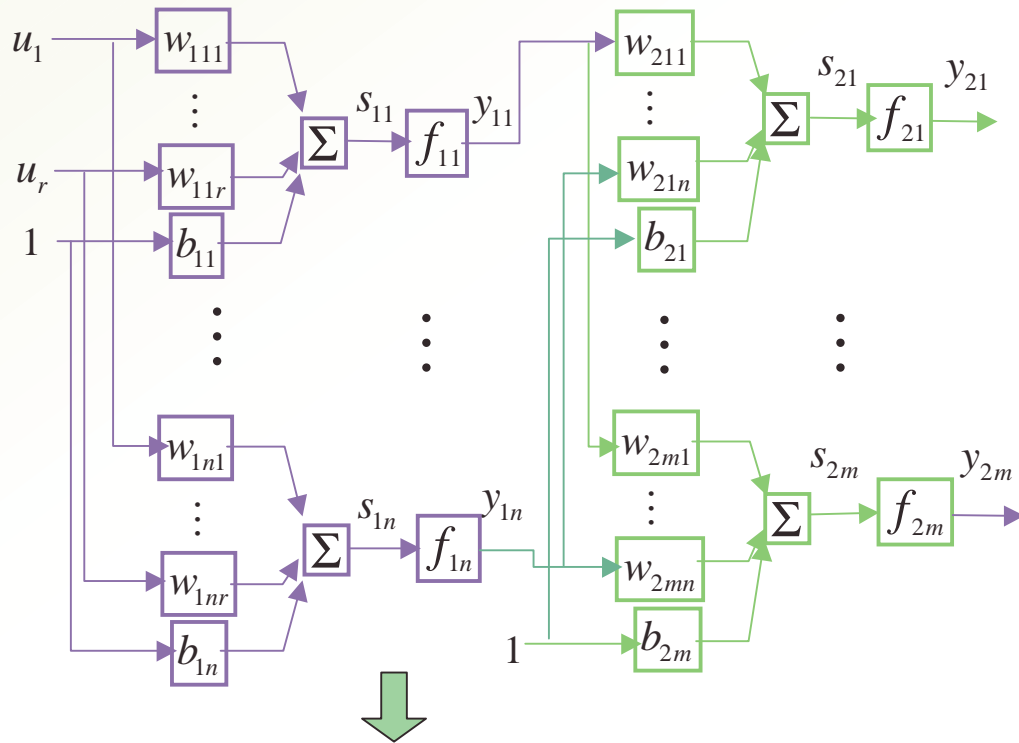 u₁ w₁₁₁ w₂₁₁
s₁₁ y₁₁ s₂₁ y₂₁
Σ f₁₁ Σ f₂₁
uᵣ w₁₁ᵣ w₂₁ₙ
1 b₁₁ b₂₁
w₁ₙ₁ w₂ₘ₁
s₁ₙ y₁ₙ s₂ₘ y₂ₘ
Σ f₁ₙ Σ f₂ₘ
w₁ₙᵣ w₂ₘₙ
b₁ₙ 1 b₂ₘ